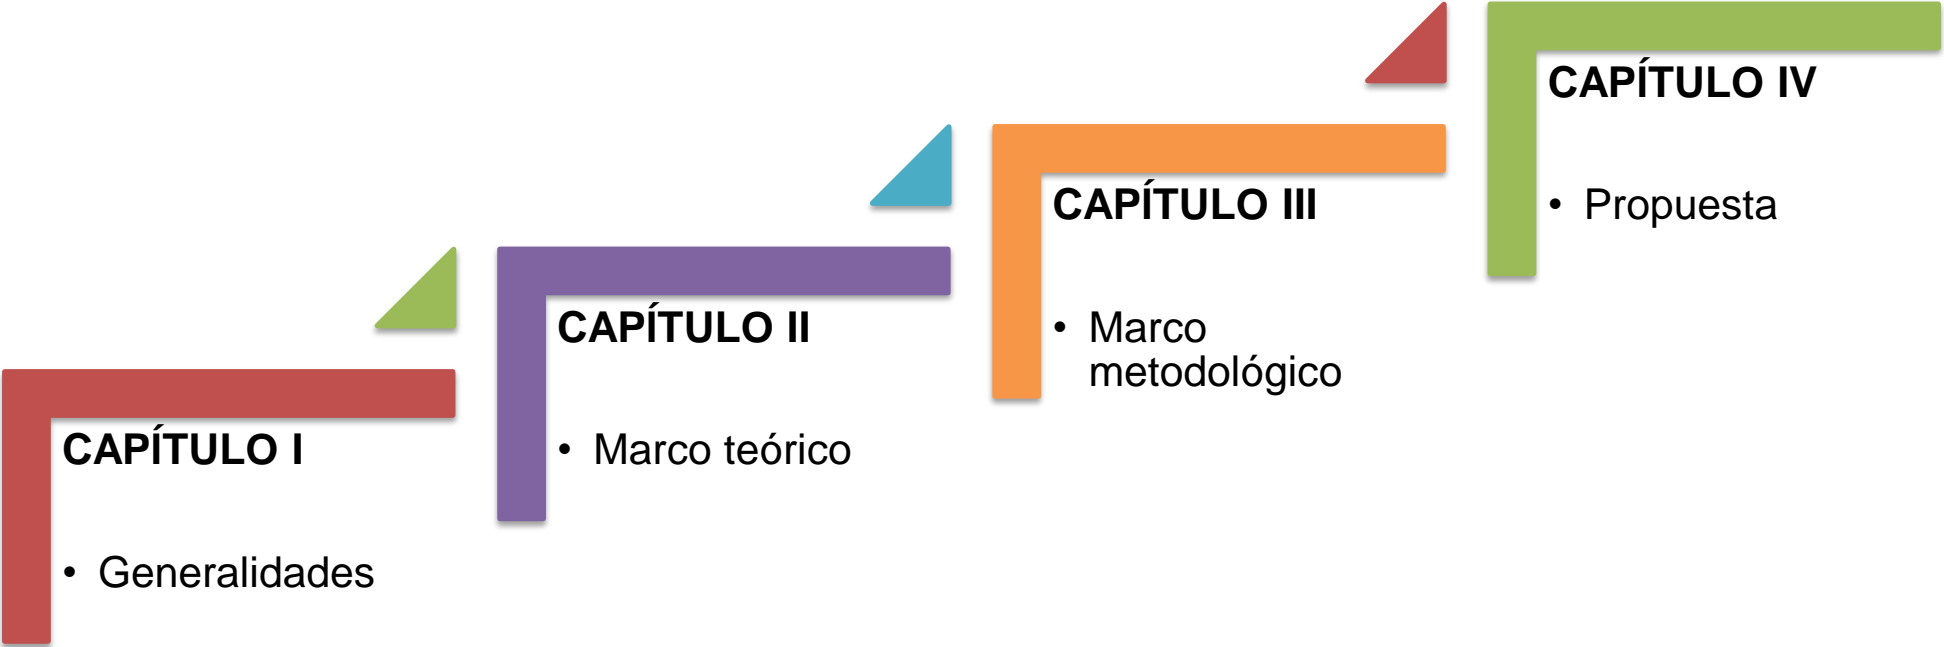 CAPÍTULO I
• Generalidades
CAPÍTULO II
• Marco teórico
CAPÍTULO III
• Marco
metodológico
CAPÍTULO IV
• Propuesta